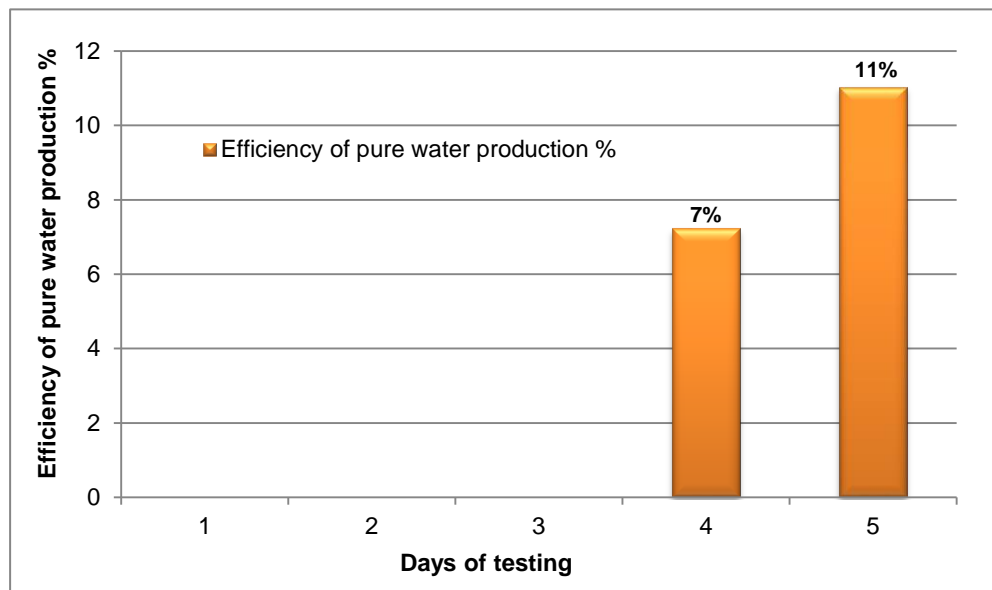 Efficiency of pure water production %
12
10
8
6
4
2
0
Efficiency of pure water production %
7%
11%
1 2 3 4 5
Days of testing